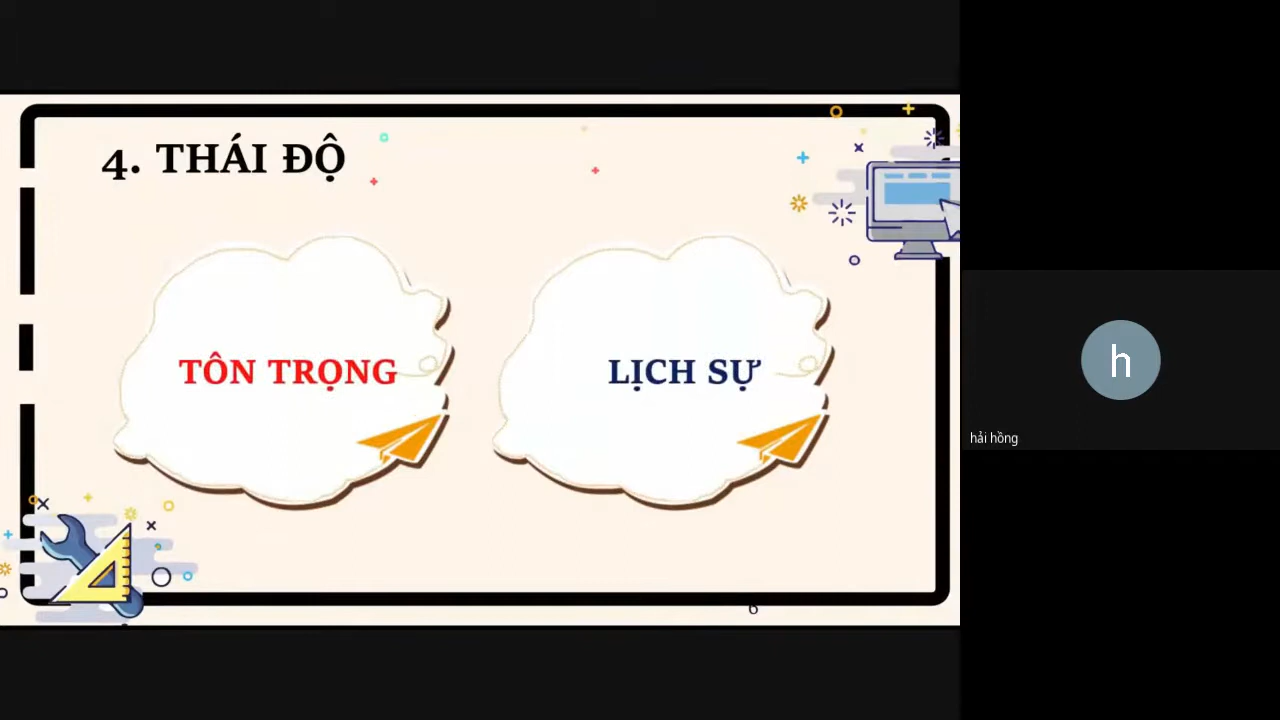 4. THÁI ĐỘ
TÔN TRỌNG
LỊCH SỰ
6
h
hải hồng